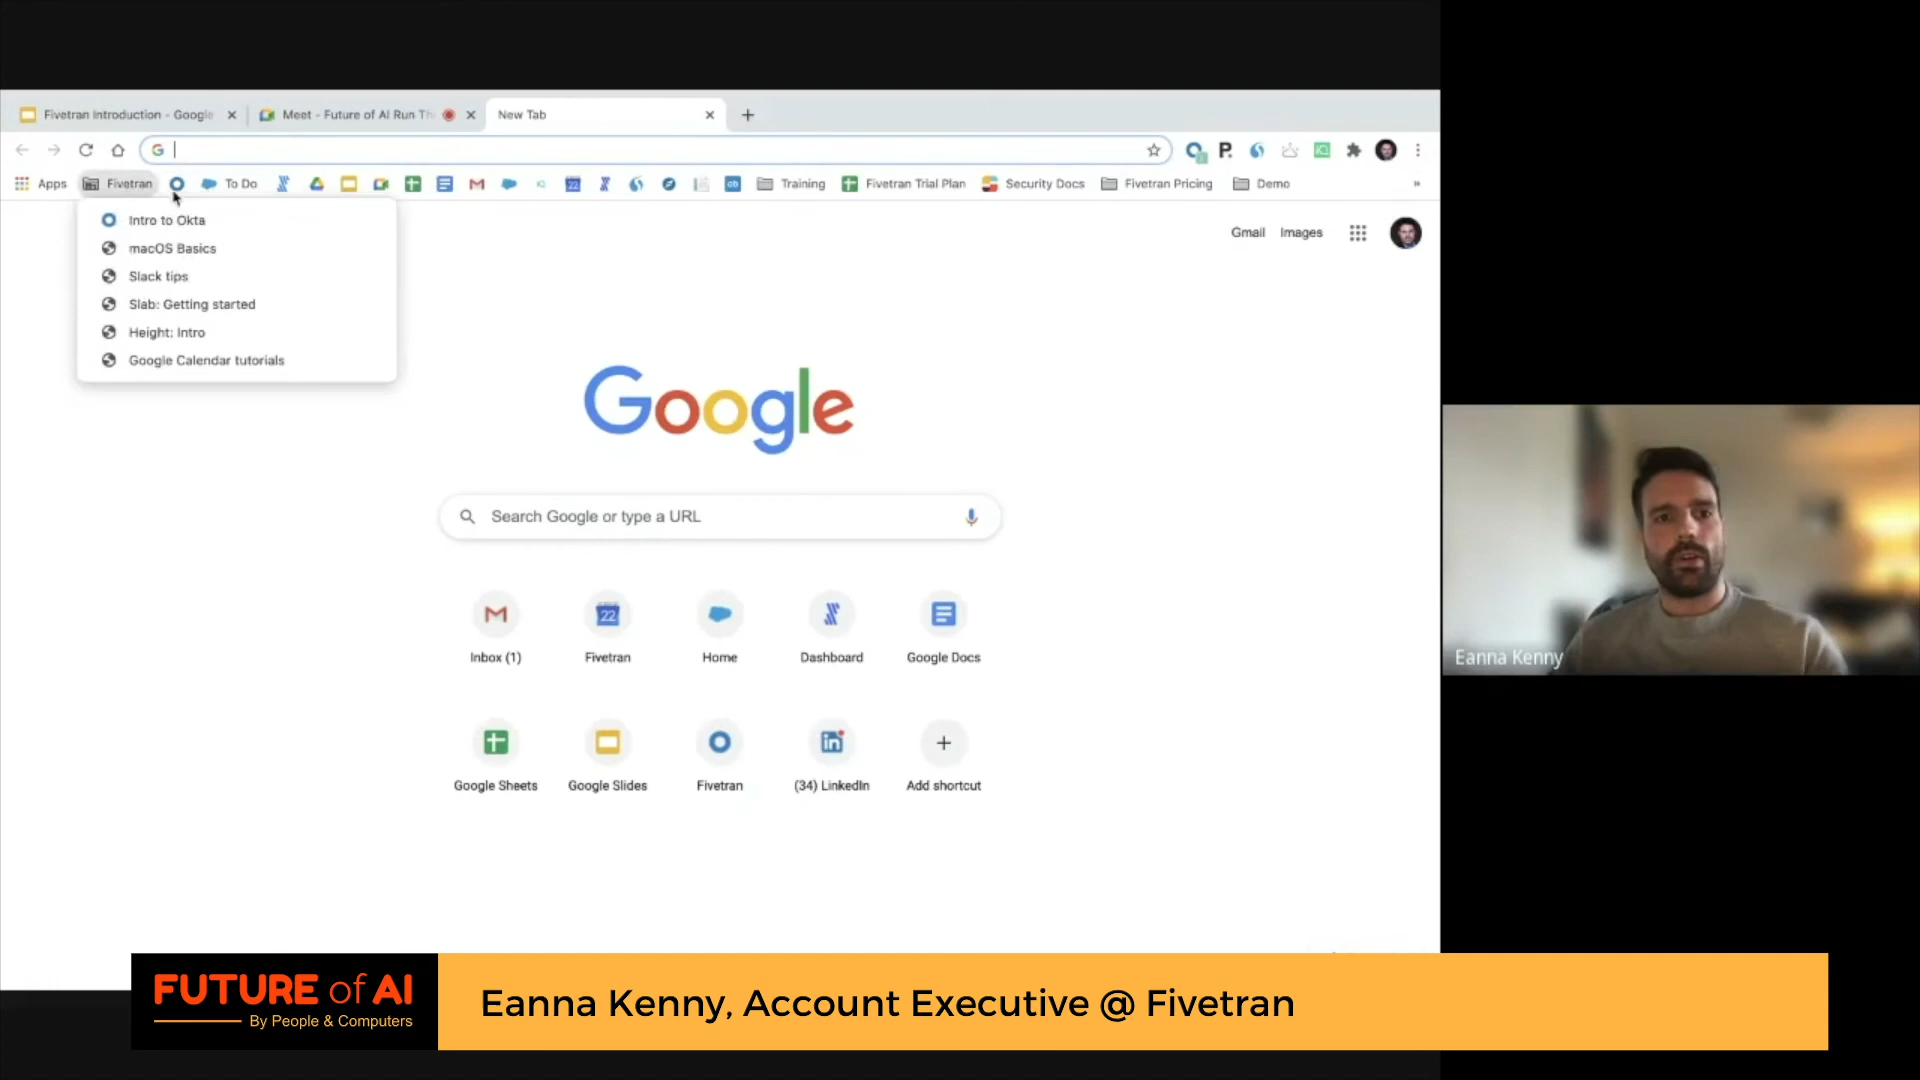 Fivetran Introduction - Google
Meet - Future of AI Run Th
New Tab
Apps
Fivetran
To Do
Training
Fivetran Trial Plan
Security Docs
Fivetran Pricing
Demo
Intro to Okta
macOS Basics
Slack tips
Slab: Getting started
Height: Intro
Google Calendar tutorials
Gmail
Images
Google
Search Google or type a URL
22
Inbox (1)
Fivetran
Home
Dashboard
Google Docs
Google Sheets
Google Slides
Fivetran
(34) LinkedIn
Add shortcut
Eanna Kenny
FUTURE of AI
By People & Computers
Eanna Kenny, Account Executive @ Fivetran